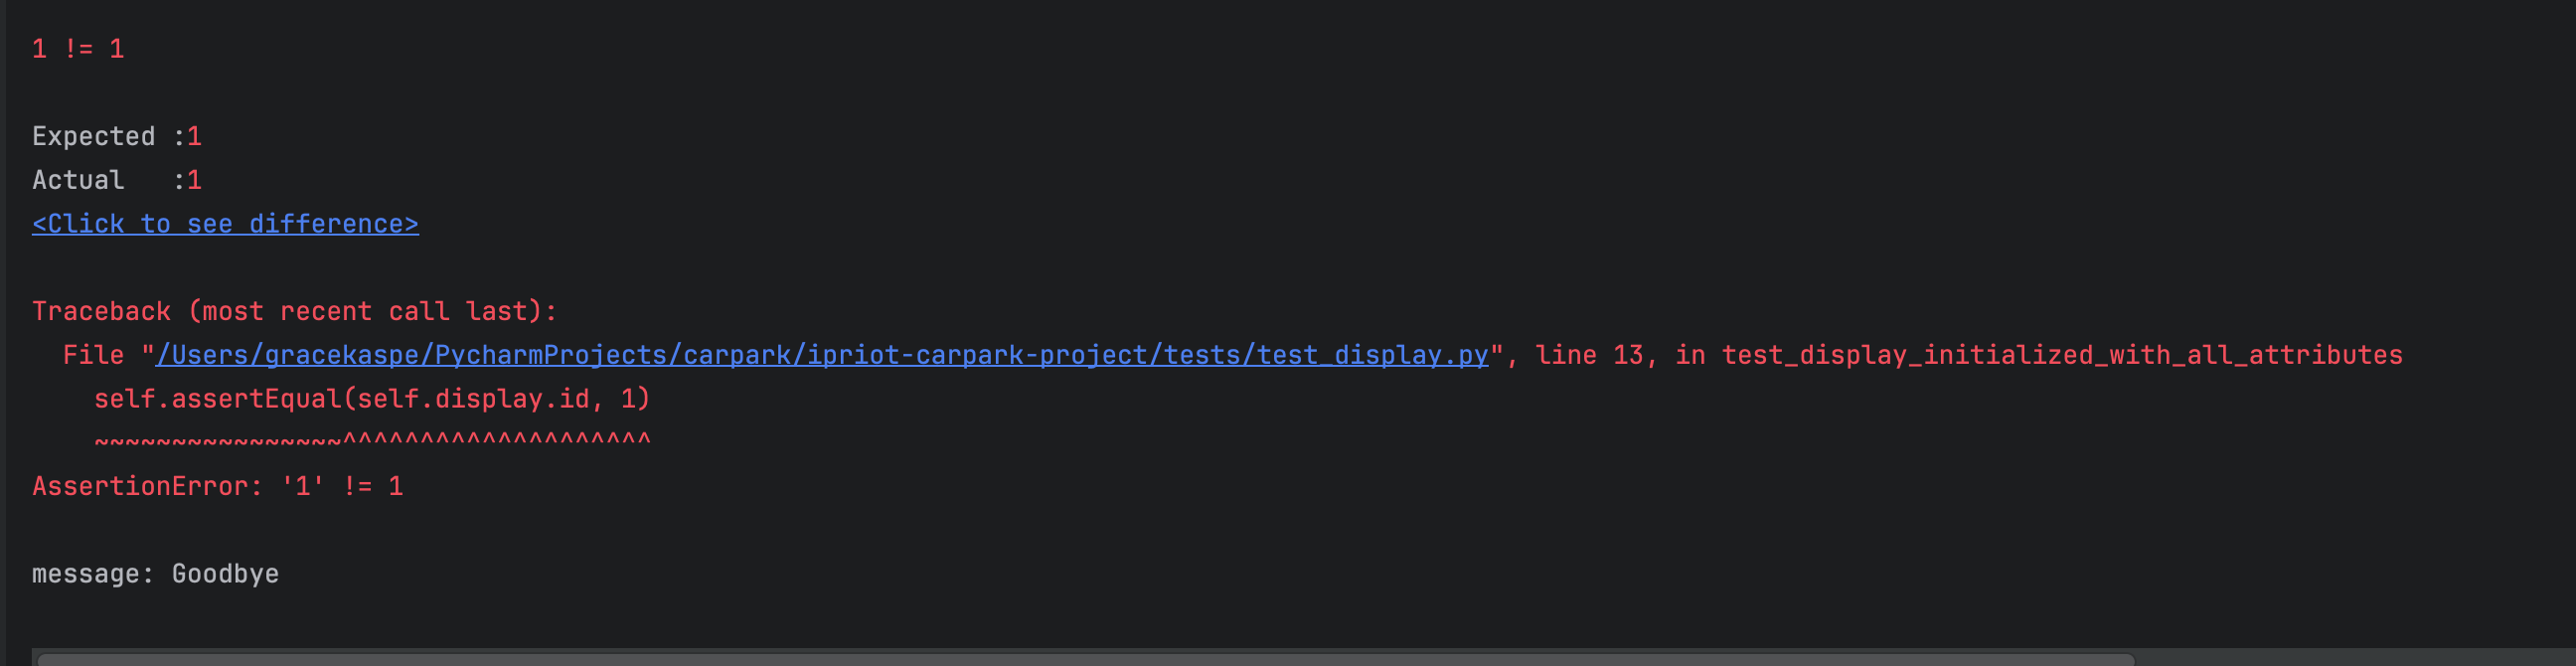 1 != 1
Expected :1
Actual   :1
<Click to see difference>
Traceback (most recent call last):
  File "/Users/gracekaspe/PycharmProjects/carpark/ipriot-carpark-project/tests/test_display.py", line 13, in test_display_initialized_with_all_attributes
    self.assertEqual(self.display.id, 1)
    ~~~~~~~~~~~~~~~~^^^^^^^^^^^^^^^^^^^^
AssertionError: '1' != 1
message: Goodbye